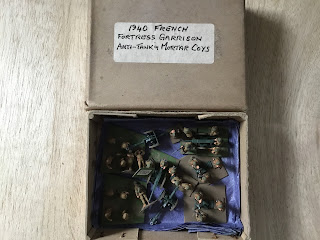 1940 FRENCH
FORTRESS GARRISON
ANTI-TANK & MORTAR COYS